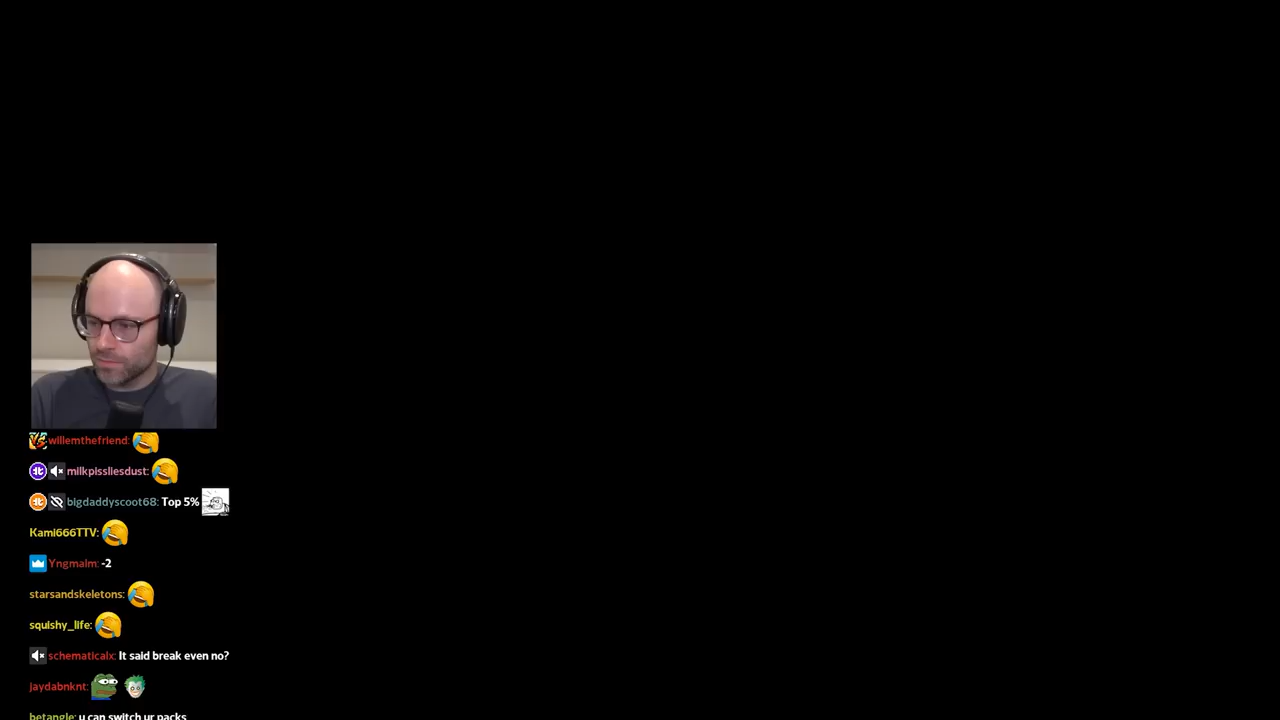 willemthefriend:
milkpissliesdust:
bigdaddyscoot68: Top 5%
Kami666TTV:
Yngmalm: -2
starsandskeletons:
squishy_life:
schematicalx: It said break even no?
jaydabnknt:
betangle: u can switch ur packs